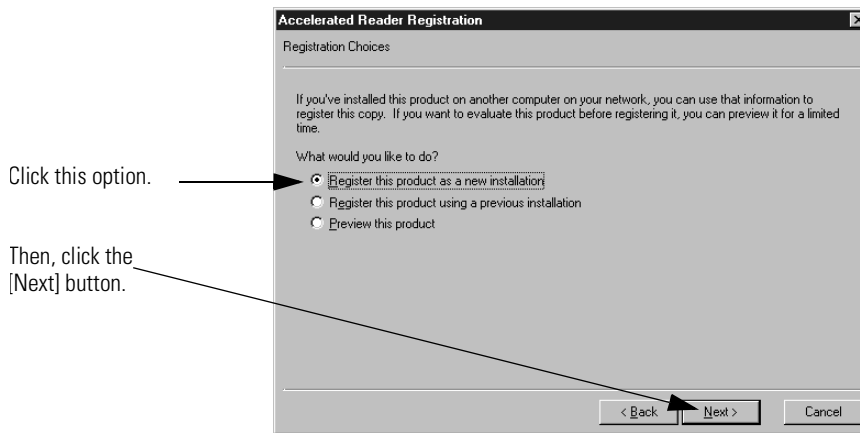 Accelerated Reader Registration
Registration Choices
If you've installed this product on another computer on your network, you can use that information to
register this copy. If you want to evaluate this product before registering it, you can preview it for a limited
time.
What would you like to do?
Click this option.
Register this product as a new installation
Register this product using a previous installation
Preview this product
Then, click the
[Next] button.
< Back
Next >
Cancel